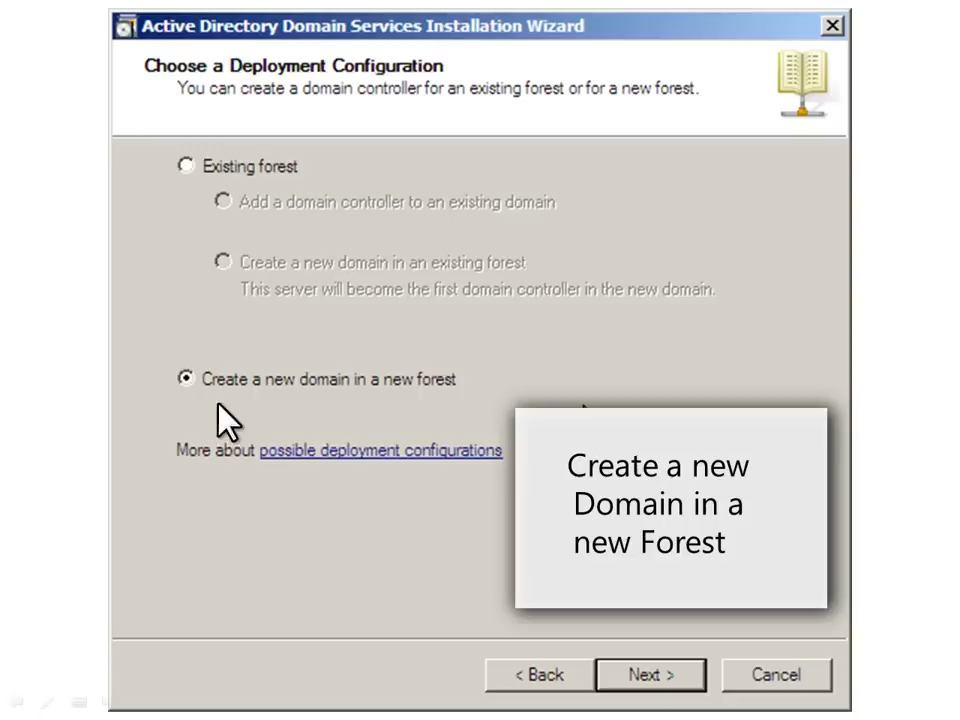 Active Directory Domain Services Installation Wizard
Choose a Deployment Configuration
You can create a domain controller for an existing forest or for a new forest.
Existing forest
Add a domain controller to an existing domain
Create a new domain in an existing forest
This server will become the first domain controller in the new domain.
Create a new domain in a new forest
More about possible deployment configurations
Create a new
Domain in a
new Forest
< Back
Next >
Cancel